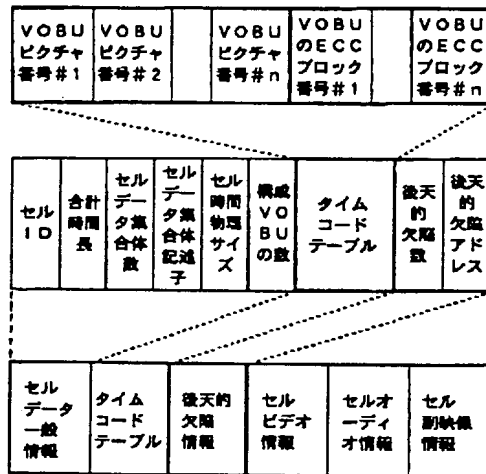 VOBU
ピクチャ
番号#1
VOBU
ピクチャ
番号#2
VOBU
ピクチャ
番号#n
VOBU
のECC
ブロック
番号#1
VOBU
のECC
ブロック
番号#n
セル
ID
合計
時間
長
セル
デー
タ集
合体
数
セル
デー
タ集
合体
記述
子
セル
時間
物理
サイ
ズ
構成
VO
BU
の数
タイム
コード
テーブル
後天
的
欠陥
数
後天
的
欠陥
アド
レス
セル
データ
一般
情報
タイム
コード
テーブル
後天的
欠陥
情報
セル
ビデオ
情報
セルオ
ーディ
オ情報
セル
副映像
情報